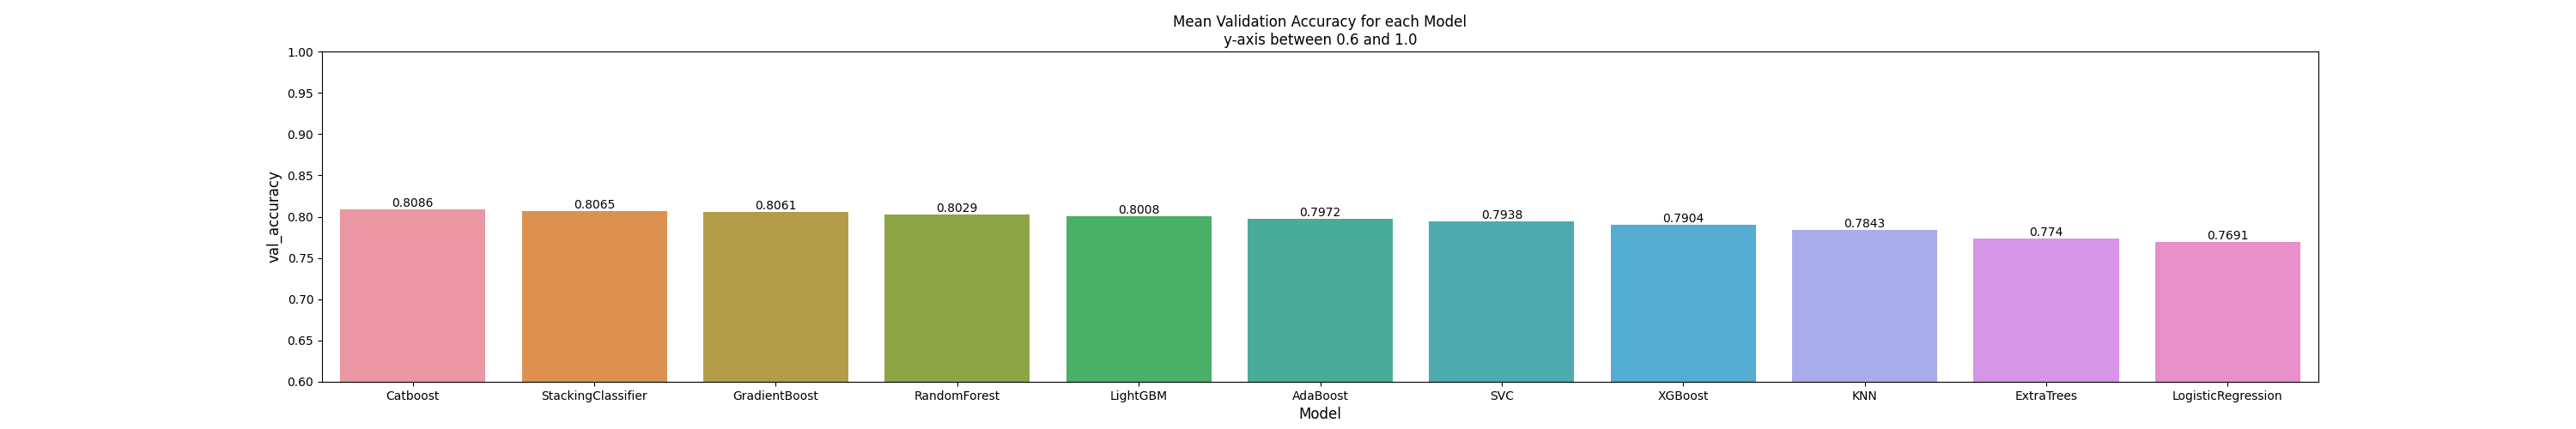 Mean Validation Accuracy for each Model
y-axis between 0.6 and 1.0
val_accuracy
1.00
0.95
0.90
0.85
0.80
0.75
0.70
0.65
0.60
0.8086
0.8065
0.8061
0.8029
0.8008
0.7972
0.7938
0.7904
0.7843
0.774
0.7691
Catboost
StackingClassifier
GradientBoost
RandomForest
LightGBM
AdaBoost
SVC
XGBoost
KNN
ExtraTrees
LogisticRegression
Model